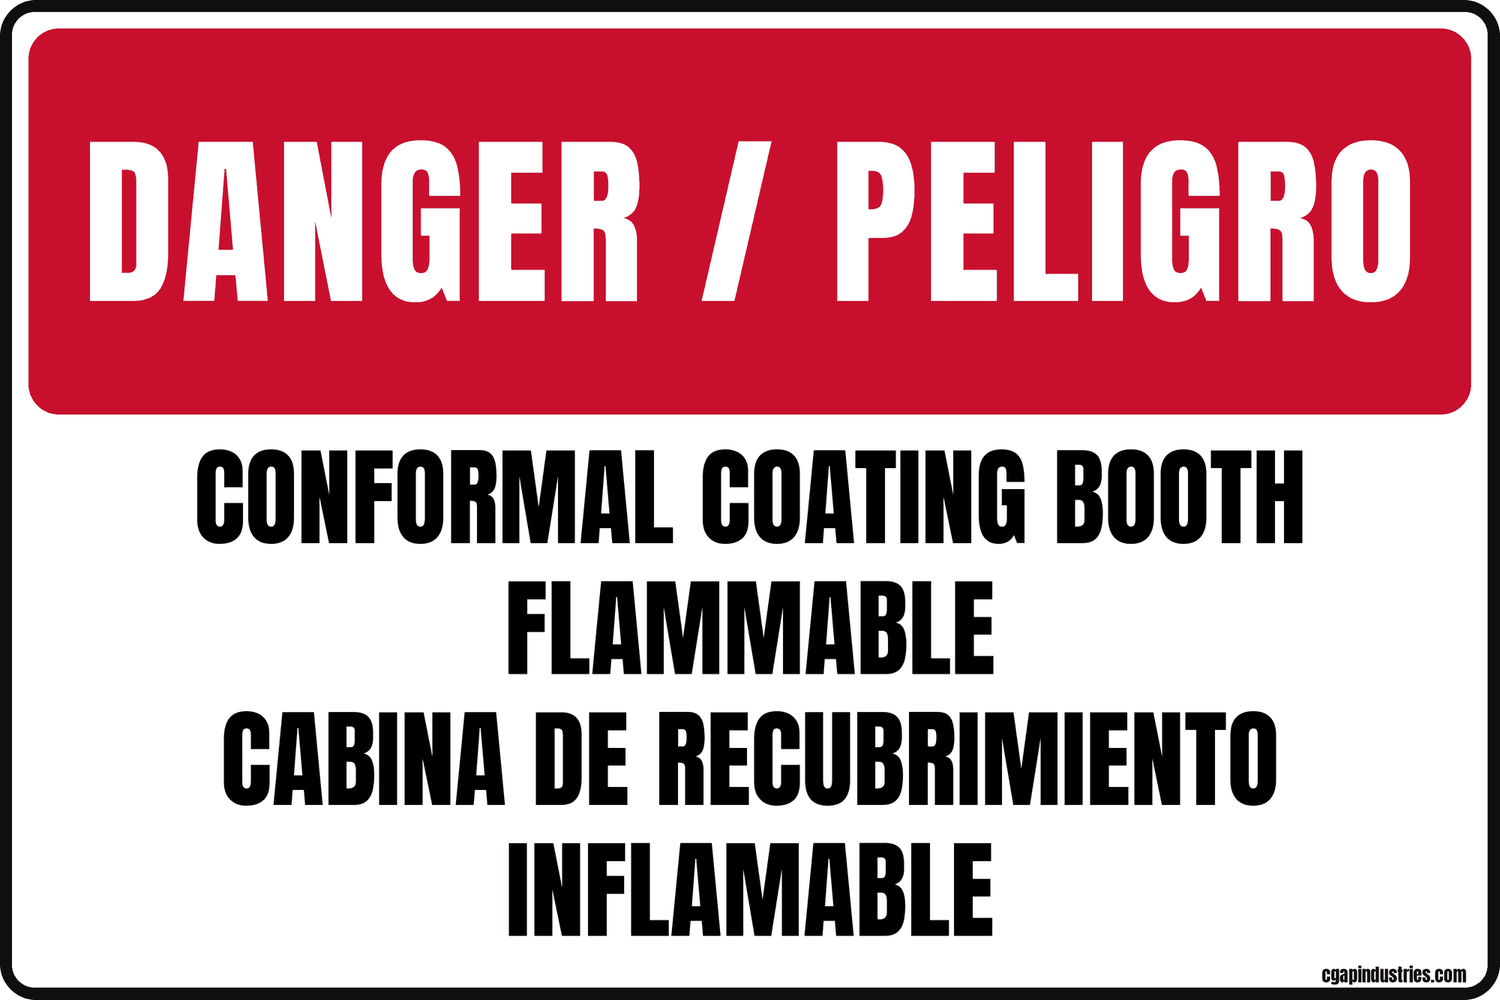 DANGER / PELIGRO
CONFORMAL COATING BOOTH
FLAMMABLE
CABINA DE RECUBRIMIENTO
INFLAMABLE
cgapindustries.com